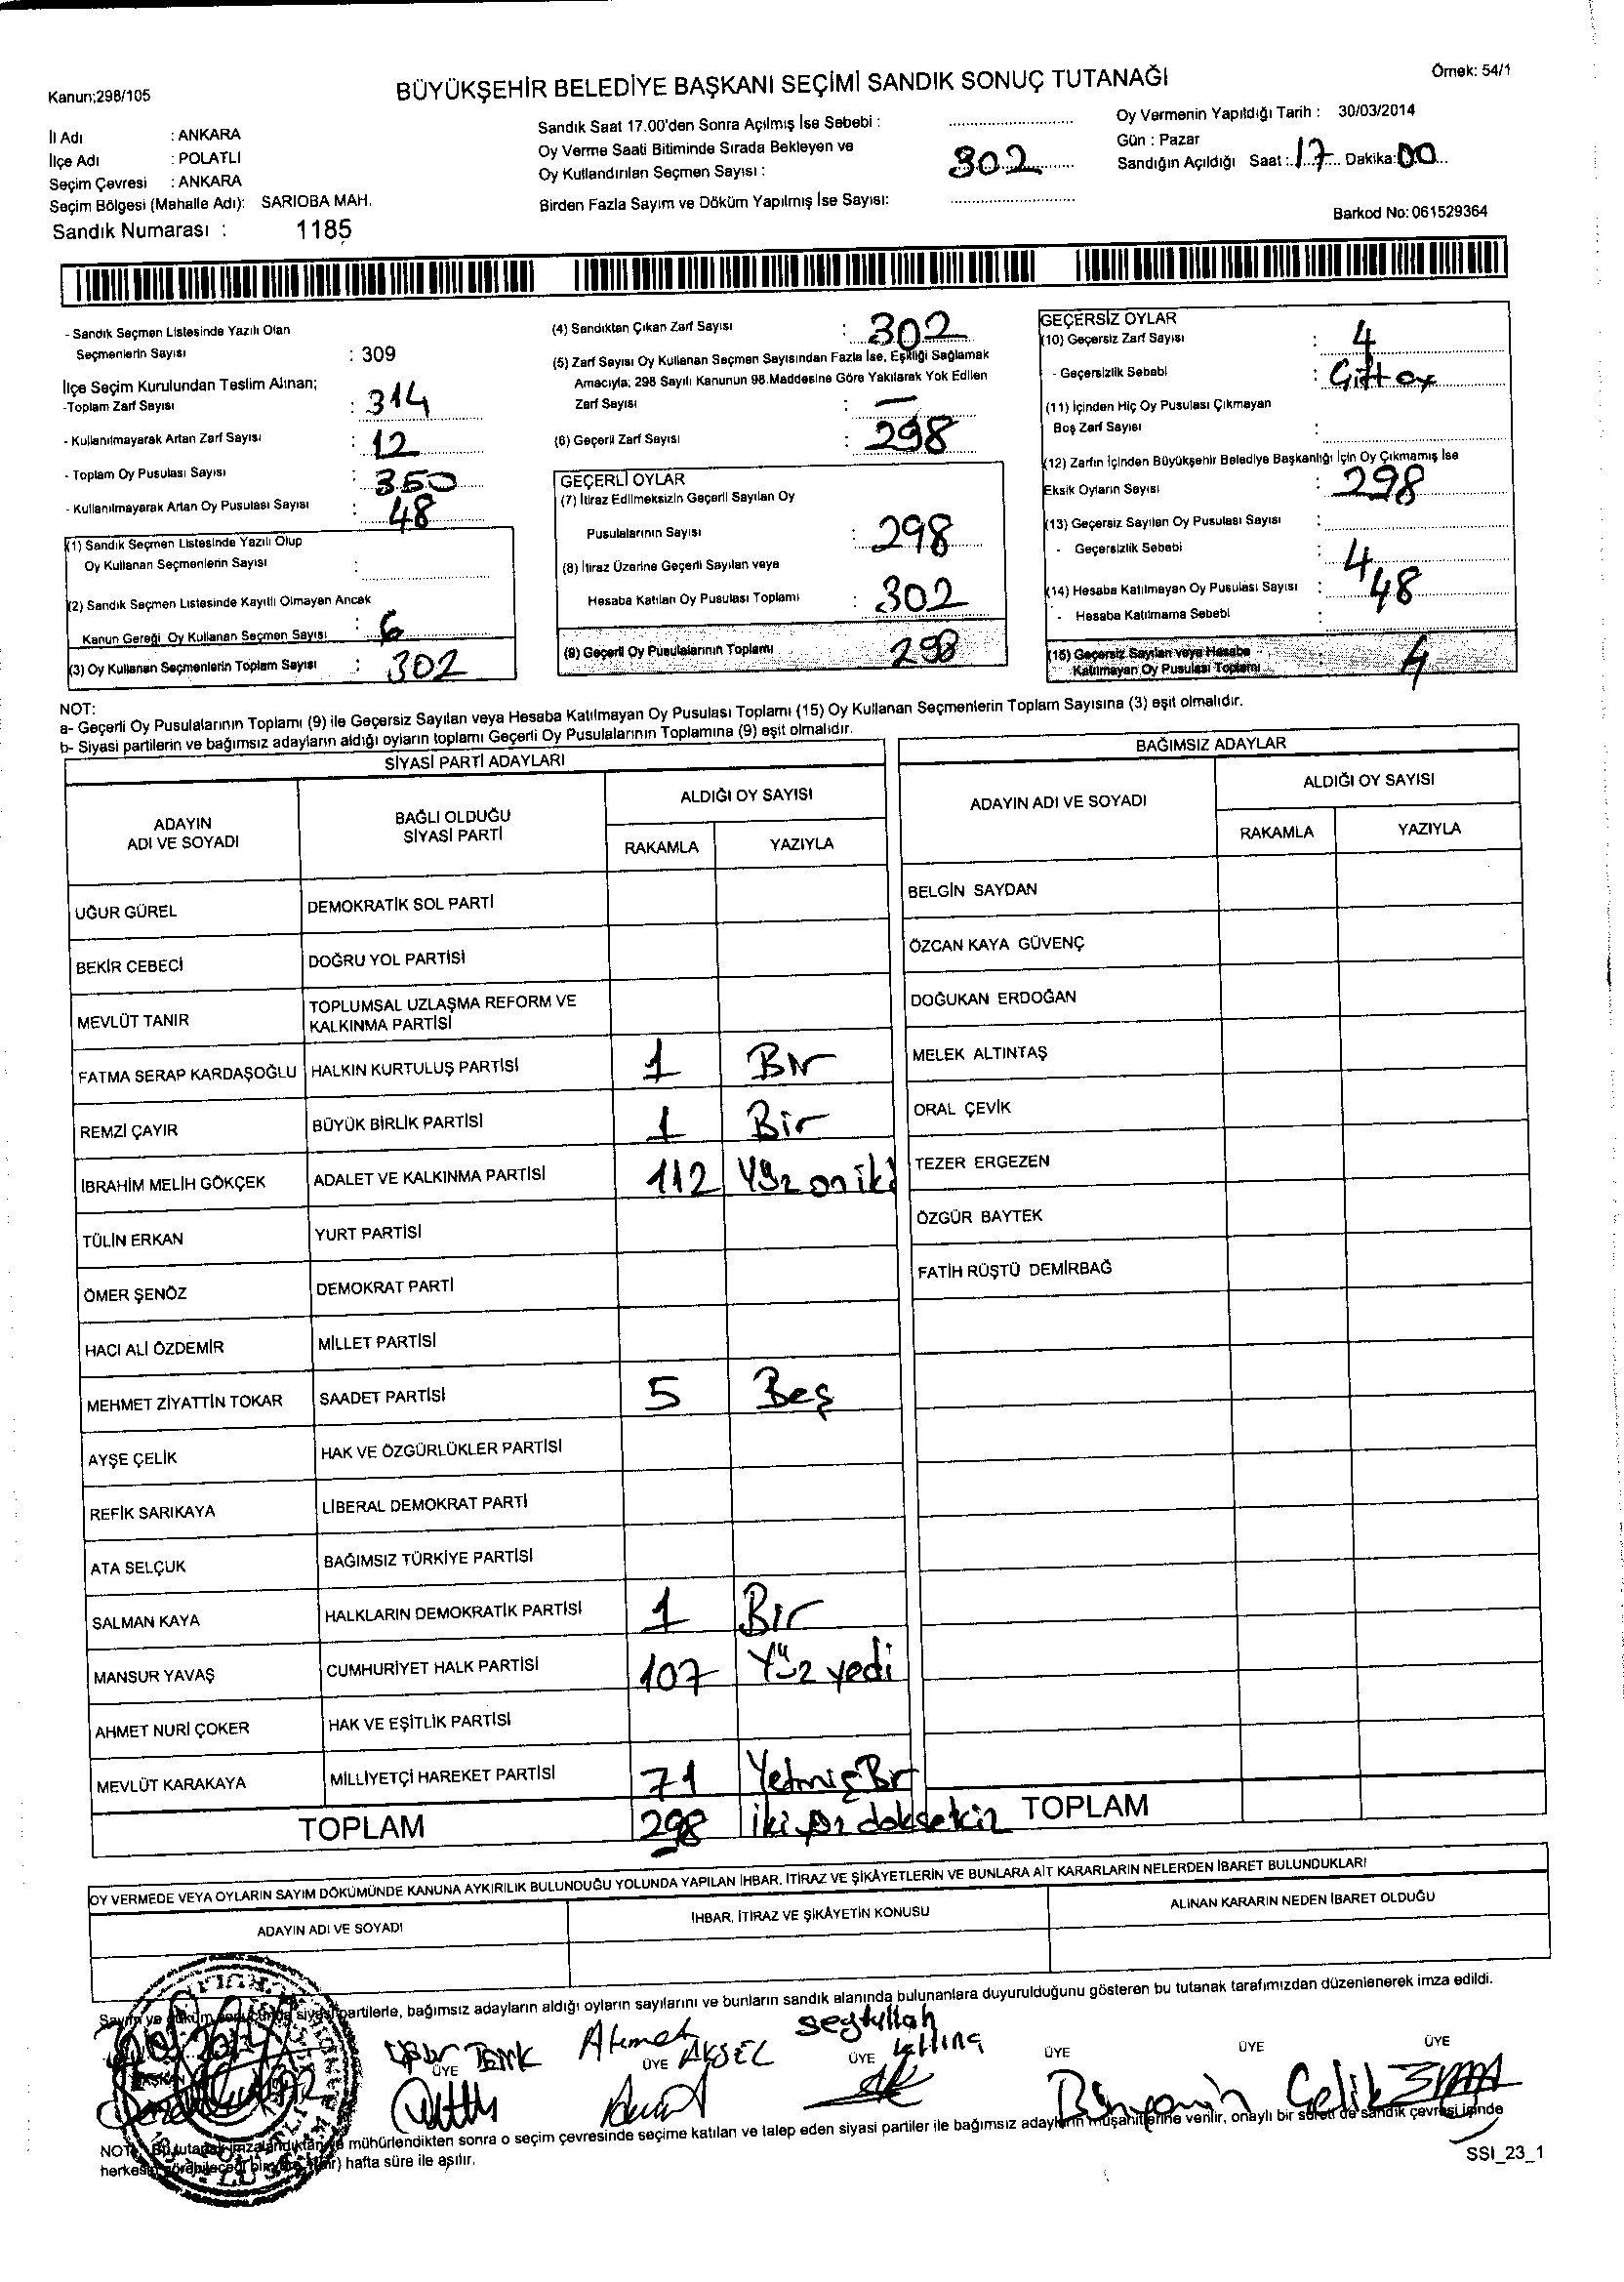 Kanun;298/105
BÜYÜKŞEHİR BELEDİYE BAŞKANI SEÇİMİ SANDIK SONUÇ TUTANAĞI
Örnek: 54/1
İl Adı : ANKARA
İlçe Adı : POLATLI
Seçim Çevresi : ANKARA
Seçim Bölgesi (Mahalle Adı): SARIOBA MAH.
Sandık Numarası : 1185
Sandık Saat 17.00'den Sonra Açılmış İse Sebebi :
Oy Verme Saati Bitiminde Sırada Bekleyen ve
Oy Kullandırılan Seçmen Sayısı : 302
Birden Fazla Sayım ve Döküm Yapılmış İse Sayısı:
Oy Vermenin Yapıldığı Tarih : 30/03/2014
Gün : Pazar
Sandığın Açıldığı Saat : 17 Dakika: 00
Barkod No: 061529364
- Sandık Seçmen Listesinde Yazılı Olan
Seçmenlerin Sayısı : 309
İlçe Seçim Kurulundan Teslim Alınan;
-Toplam Zarf Sayısı : 314
- Kullanılmayarak Artan Zarf Sayısı : 12
- Toplam Oy Pusulası Sayısı : 350
- Kullanılmayarak Artan Oy Pusulası Sayısı : 48
(1) Sandık Seçmen Listesinde Yazılı Olup
Oy Kullanan Seçmenlerin Sayısı :
(2) Sandık Seçmen Listesinde Kayıtlı Olmayan Ancak
Kanun Gereği Oy Kullanan Seçmen Sayısı : 6
(3) Oy Kullanan Seçmenlerin Toplam Sayısı : 302
(4) Sandıktan Çıkan Zarf Sayısı : 302
(5) Zarf Sayısı Oy Kullanan Seçmen Sayısından Fazla İse, Eşitliği Sağlamak
Amacıyla; 298 Sayılı Kanunun 98.Maddesine Göre Yakılarak Yok Edilen
Zarf Sayısı : —
(6) Geçerli Zarf Sayısı : 298
GEÇERLİ OYLAR
(7) İtiraz Edilmeksizin Geçerli Sayılan Oy
Pusulalarının Sayısı : 298
(8) İtiraz Üzerine Geçerli Sayılan veya
Hesaba Katılan Oy Pusulası Toplamı : 302
(9) Geçerli Oy Pusulalarının Toplamı 298
GEÇERSİZ OYLAR
(10) Geçersiz Zarf Sayısı : 4
- Geçersizlik Sebebi : Çift oy
(11) İçinden Hiç Oy Pusulası Çıkmayan
Boş Zarf Sayısı :
(12) Zarfın İçinden Büyükşehir Belediye Başkanlığı İçin Oy Çıkmamış İse
Eksik Oyların Sayısı : 298
(13) Geçersiz Sayılan Oy Pusulası Sayısı :
- Geçersizlik Sebebi : 4
(14) Hesaba Katılmayan Oy Pusulası Sayısı : 48
- Hesaba Katılmama Sebebi :
(15) Geçersiz Sayılan veya Hesaba
Katılmayan Oy Pusulası Toplamı : 4
NOT:
a- Geçerli Oy Pusulalarının Toplamı (9) ile Geçersiz Sayılan veya Hesaba Katılmayan Oy Pusulası Toplamı (15) Oy Kullanan Seçmenlerin Toplam Sayısına (3) eşit olmalıdır.
b- Siyasi partilerin ve bağımsız adayların aldığı oyların toplamı Geçerli Oy Pusulalarının Toplamına (9) eşit olmalıdır.
SİYASİ PARTİ ADAYLARI
ADAYIN ADI VE SOYADI
BAĞLI OLDUĞU SİYASİ PARTİ
ALDIĞI OY SAYISI
RAKAMLA YAZIYLA
UĞUR GÜREL DEMOKRATİK SOL PARTİ
BEKİR CEBECİ DOĞRU YOL PARTİSİ
MEVLÜT TANIR TOPLUMSAL UZLAŞMA REFORM VE KALKINMA PARTİSİ
FATMA SERAP KARDAŞOĞLU HALKIN KURTULUŞ PARTİSİ 1 Bir
REMZİ ÇAYIR BÜYÜK BİRLİK PARTİSİ 1 Bir
İBRAHİM MELİH GÖKÇEK ADALET VE KALKINMA PARTİSİ 112 Yüz oniki
TÜLİN ERKAN YURT PARTİSİ
ÖMER ŞENÖZ DEMOKRAT PARTİ
HACI ALİ ÖZDEMİR MİLLET PARTİSİ
MEHMET ZİYATTİN TOKAR SAADET PARTİSİ 5 Beş
AYŞE ÇELİK HAK VE ÖZGÜRLÜKLER PARTİSİ
REFİK SARIKAYA LİBERAL DEMOKRAT PARTİ
ATA SELÇUK BAĞIMSIZ TÜRKİYE PARTİSİ
SALMAN KAYA HALKLARIN DEMOKRATİK PARTİSİ 1 Bir
MANSUR YAVAŞ CUMHURİYET HALK PARTİSİ 107 Yüz yedi
AHMET NURİ ÇOKER HAK VE EŞİTLİK PARTİSİ
MEVLÜT KARAKAYA MİLLİYETÇİ HAREKET PARTİSİ 71 Yetmiş Bir
TOPLAM 298 iki yüz doksekiz
BAĞIMSIZ ADAYLAR
ADAYIN ADI VE SOYADI
ALDIĞI OY SAYISI
RAKAMLA YAZIYLA
BELGİN SAYDAN
ÖZCAN KAYA GÜVENÇ
DOĞUKAN ERDOĞAN
MELEK ALTINTAŞ
ORAL ÇEVİK
TEZER ERGEZEN
ÖZGÜR BAYTEK
FATİH RÜŞTÜ DEMİRBAĞ
TOPLAM
OY VERMEDE VEYA OYLARIN SAYIM DÖKÜMÜNDE KANUNA AYKIRILIK BULUNDUĞU YOLUNDA YAPILAN İHBAR, İTİRAZ VE ŞİKÂYETLERİN VE BUNLARA AİT KARARLARIN NELERDEN İBARET BULUNDUKLARI
ADAYIN ADI VE SOYADI
İHBAR, İTİRAZ VE ŞİKÂYETİN KONUSU
ALINAN KARARIN NEDEN İBARET OLDUĞU
Sayım ve döküm sonucunda siyasi partilerle, bağımsız adayların aldığı oyların sayılarını ve bunların sandık alanında bulunanlara duyurulduğunu gösteren bu tutanak tarafımızdan düzenlenerek imza edildi.
BAŞKAN
ÜYE
Ahmet AKSEL ÜYE
Seyfullah ÜYE
ÜYE
ÜYE
ÜYE
Bünyamin Çelik
NOT: Bu tutanak imzalandıktan ve mühürlendikten sonra o seçim çevresinde seçime katılan ve talep eden siyasi partiler ile bağımsız adayların müşahitlerine verilir, onaylı bir sureti de sandık çevresi içinde
herkesin görebileceği bir yere (bir) hafta süre ile asılır.
SSI_23_1